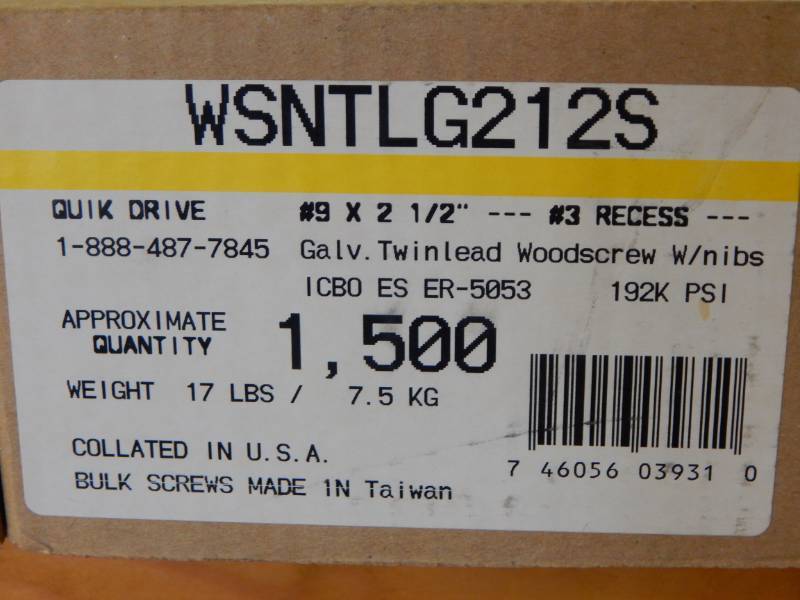 WSNTLG212S
QUIK DRIVE #9 X 2 1/2" --- #3 RECESS ---
1-888-487-7845 Galv. Twinlead Woodscrew W/nibs
ICBO ES ER-5053 192K PSI
APPROXIMATE
QUANTITY 1,500
WEIGHT 17 LBS / 7.5 KG
COLLATED IN U.S.A.
BULK SCREWS MADE IN Taiwan
7 46056 03931 0